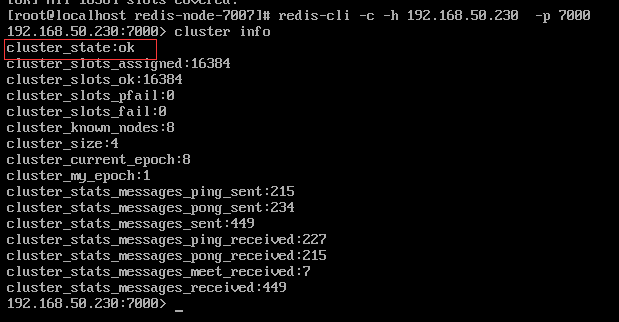 [OK] All 16384 slots covered.
[root@localhost redis-node-7007]# redis-cli -c -h 192.168.50.230  -p 7000
192.168.50.230:7000> cluster info
cluster_state:ok
cluster_slots_assigned:16384
cluster_slots_ok:16384
cluster_slots_pfail:0
cluster_slots_fail:0
cluster_known_nodes:8
cluster_size:4
cluster_current_epoch:8
cluster_my_epoch:1
cluster_stats_messages_ping_sent:215
cluster_stats_messages_pong_sent:234
cluster_stats_messages_sent:449
cluster_stats_messages_ping_received:227
cluster_stats_messages_pong_received:215
cluster_stats_messages_meet_received:7
cluster_stats_messages_received:449
192.168.50.230:7000> _